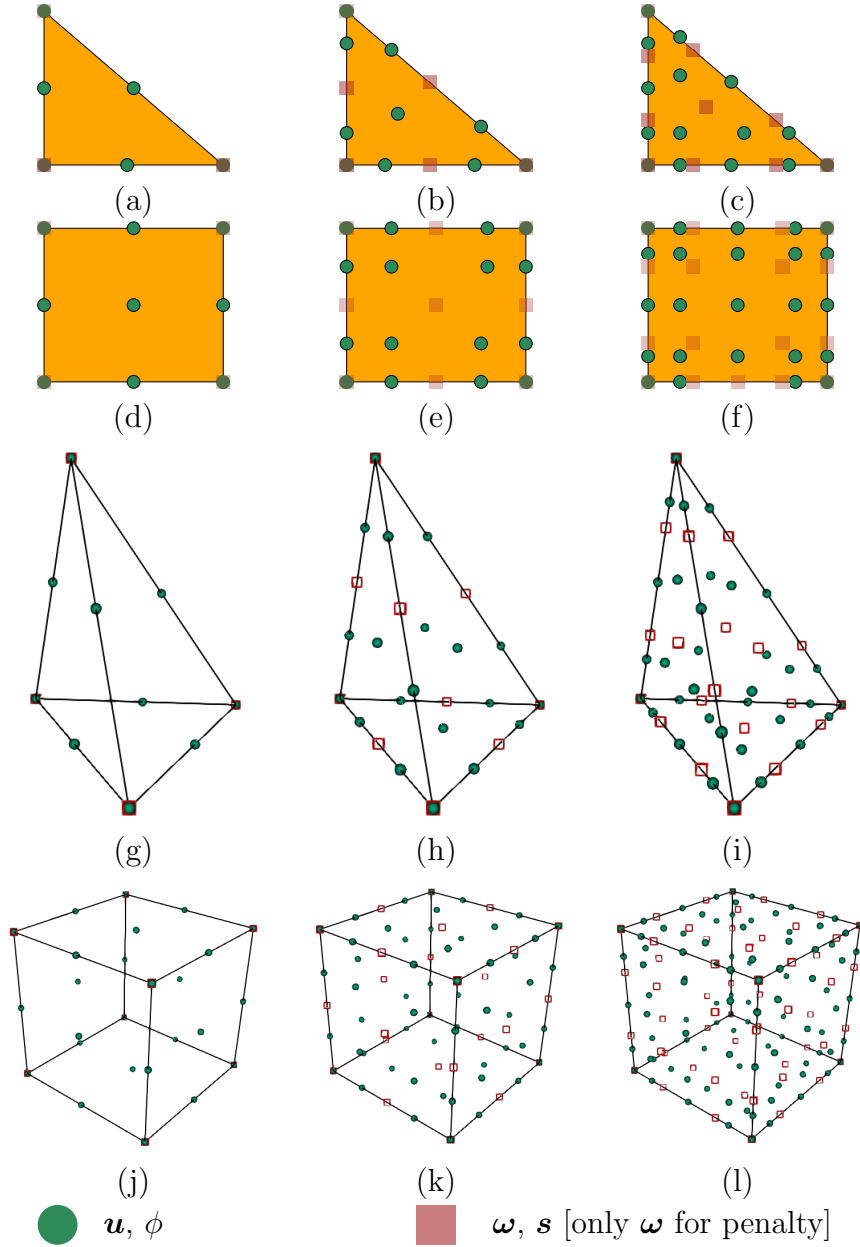 (a) (b) (c)
(d) (e) (f)
(g) (h) (i)
(j) (k) (l)
u, ϕ ω, s [only ω for penalty]